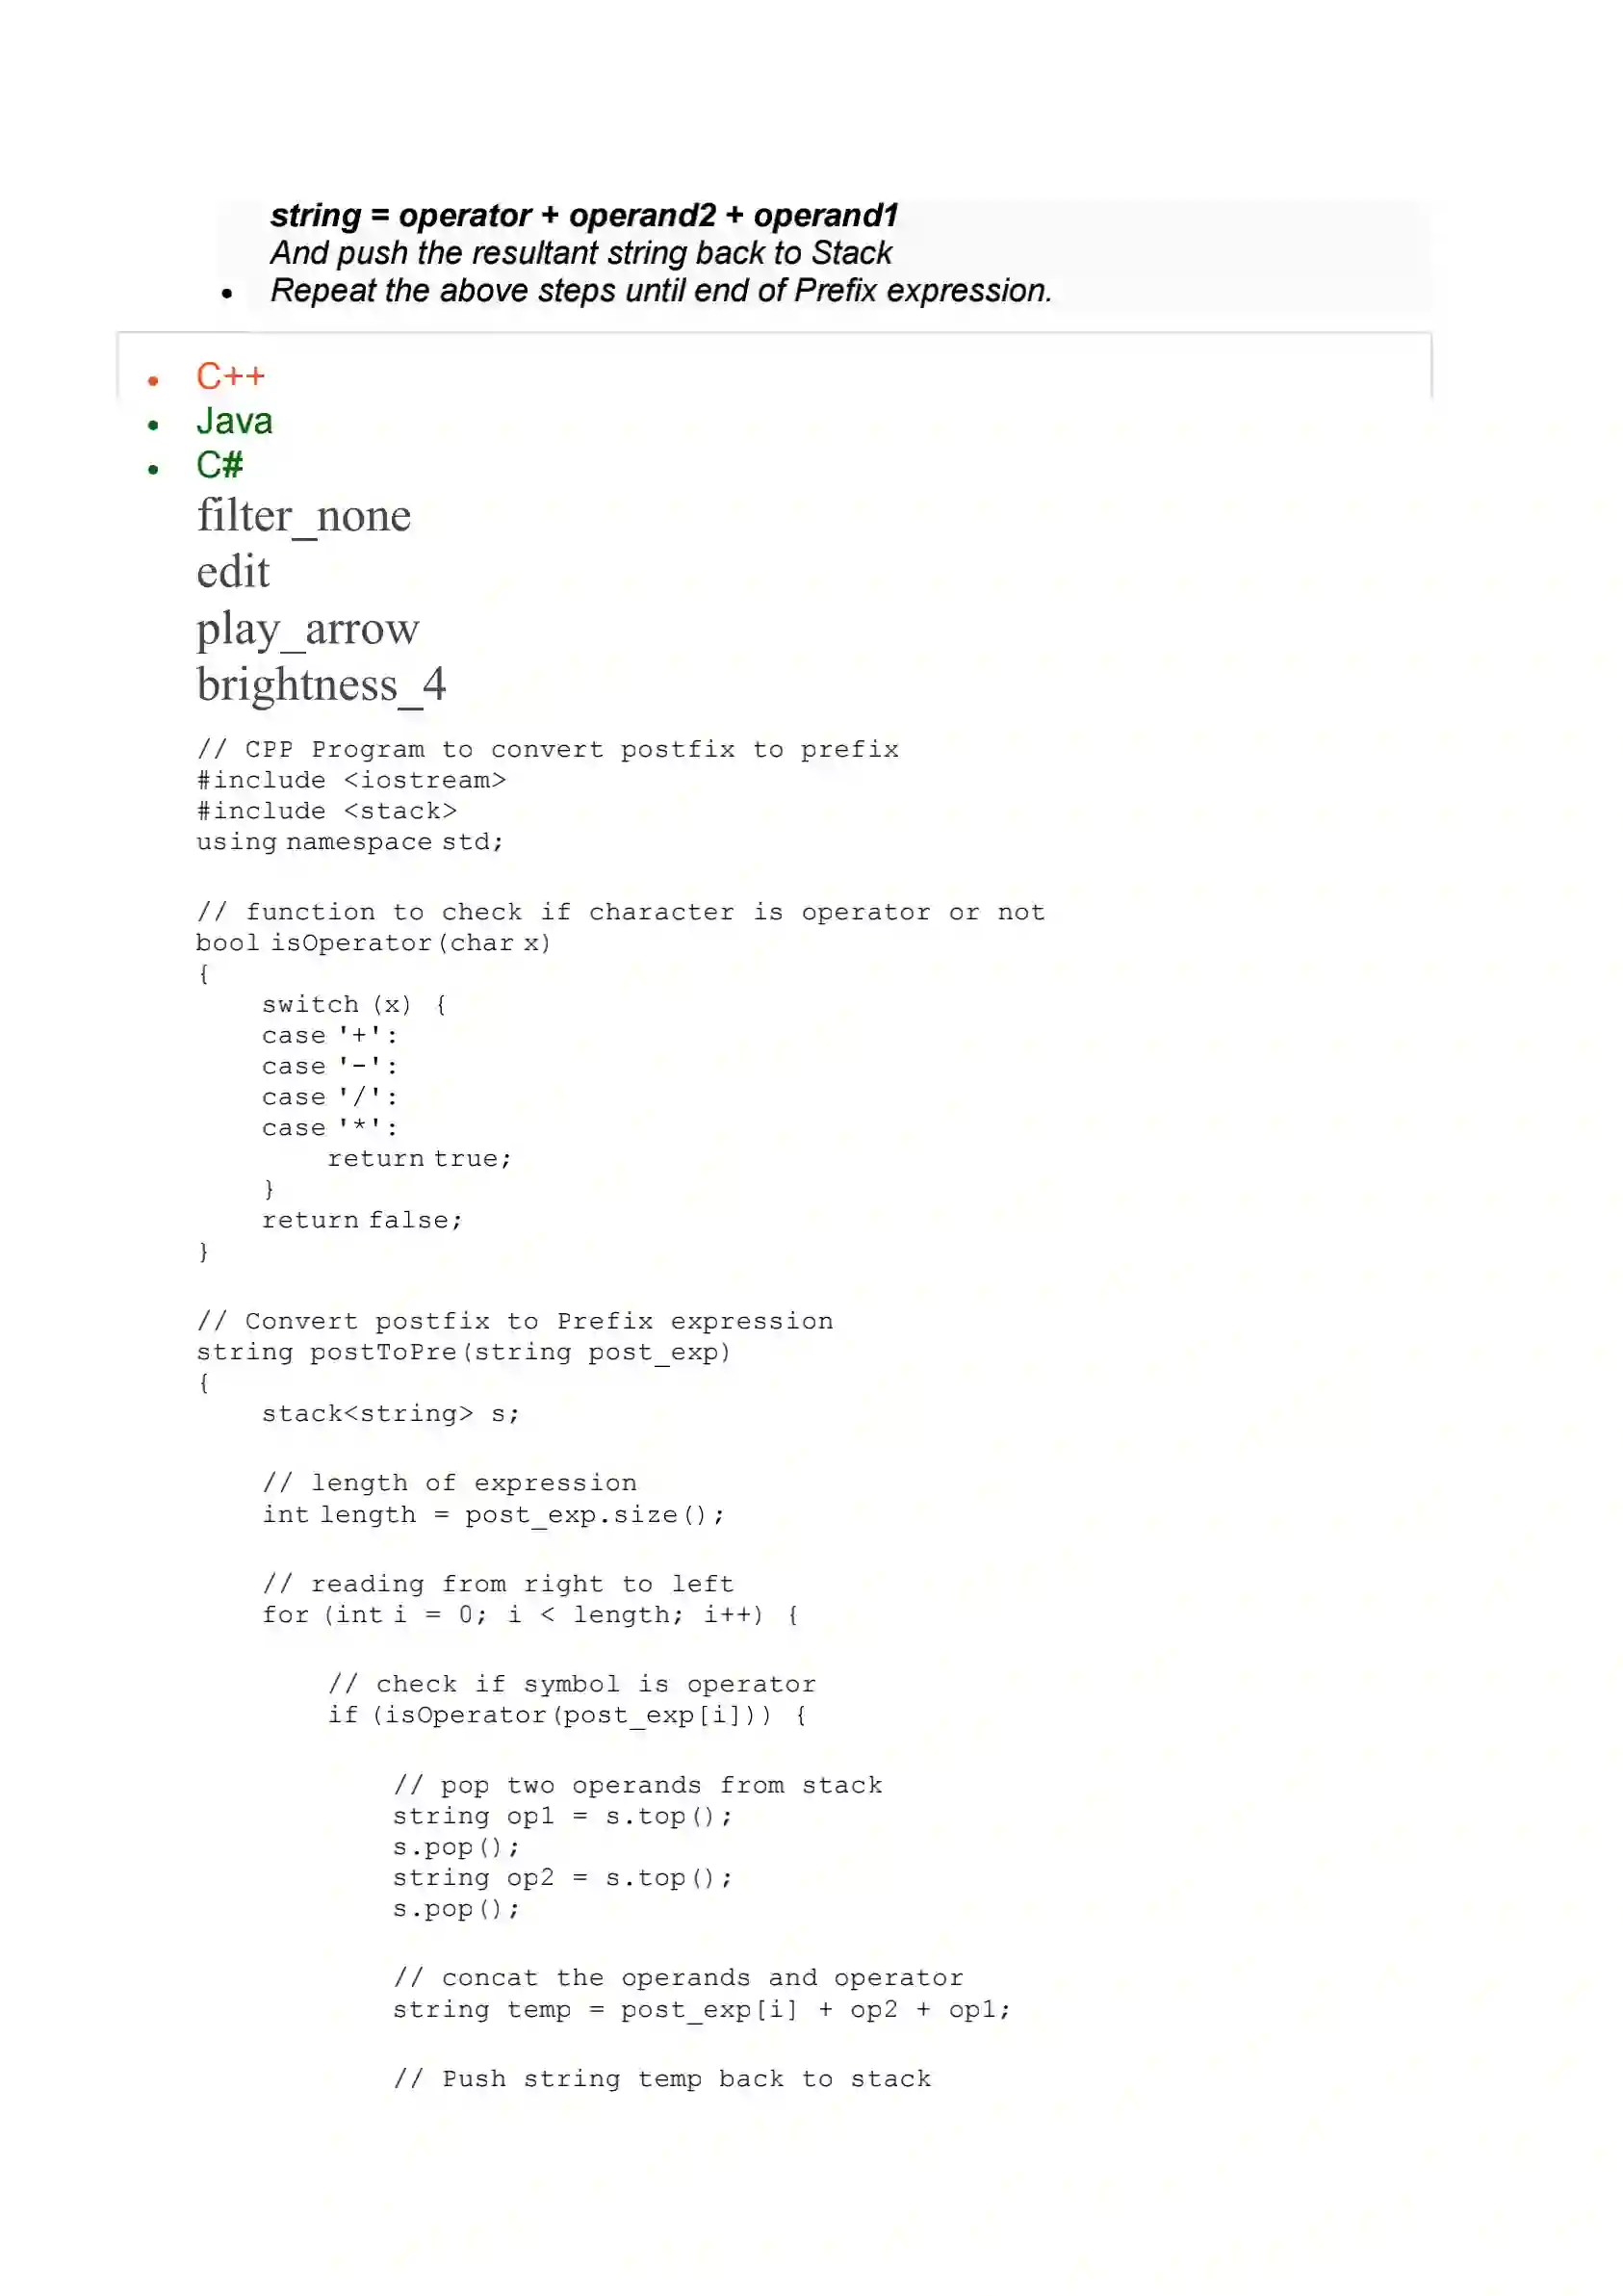 string = operator + operand2 + operand1
And push the resultant string back to Stack
• Repeat the above steps until end of Prefix expression.
• C++
• Java
• C#
filter_none
edit
play_arrow
brightness_4
// CPP Program to convert postfix to prefix
#include <iostream>
#include <stack>
using namespace std;

// function to check if character is operator or not
bool isOperator(char x)
{
    switch (x) {
    case '+':
    case '-':
    case '/':
    case '*':
        return true;
    }
    return false;
}

// Convert postfix to Prefix expression
string postToPre(string post_exp)
{
    stack<string> s;

    // length of expression
    int length = post_exp.size();

    // reading from right to left
    for (int i = 0; i < length; i++) {

        // check if symbol is operator
        if (isOperator(post_exp[i])) {

            // pop two operands from stack
            string op1 = s.top();
            s.pop();
            string op2 = s.top();
            s.pop();

            // concat the operands and operator
            string temp = post_exp[i] + op2 + op1;

            // Push string temp back to stack